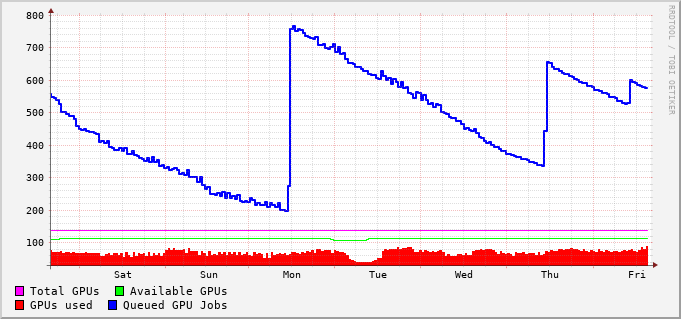 800
700
600
500
400
300
200
100
Sat Sun Mon Tue Wed Thu Fri
Total GPUs Available GPUs
GPUs used Queued GPU Jobs
RRDTOOL / TOBI OETIKER